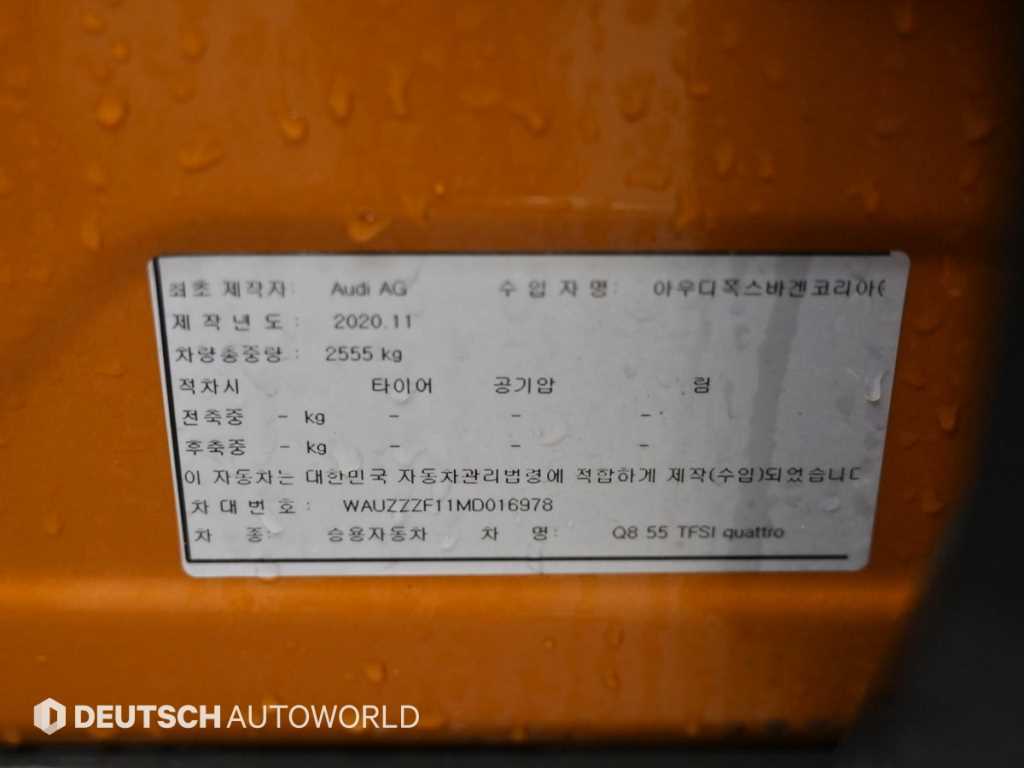 최초 제작자: Audi AG 수 입 자 명: 아우디폭스바겐코리아(
제 작 년 도 : 2020.11
차량총중량 : 2555 kg
적차시 타이어 공기압 림
전축중 - kg - - -
후축중 - kg - - -
이 자동차는 대한민국 자동차관리법령에 적합하게 제작(수입)되었습니다
차 대 번 호 : WAUZZZF11MD016978
차 종: 승용자동차 차 명: Q8 55 TFSI quattro
DEUTSCH AUTOWORLD